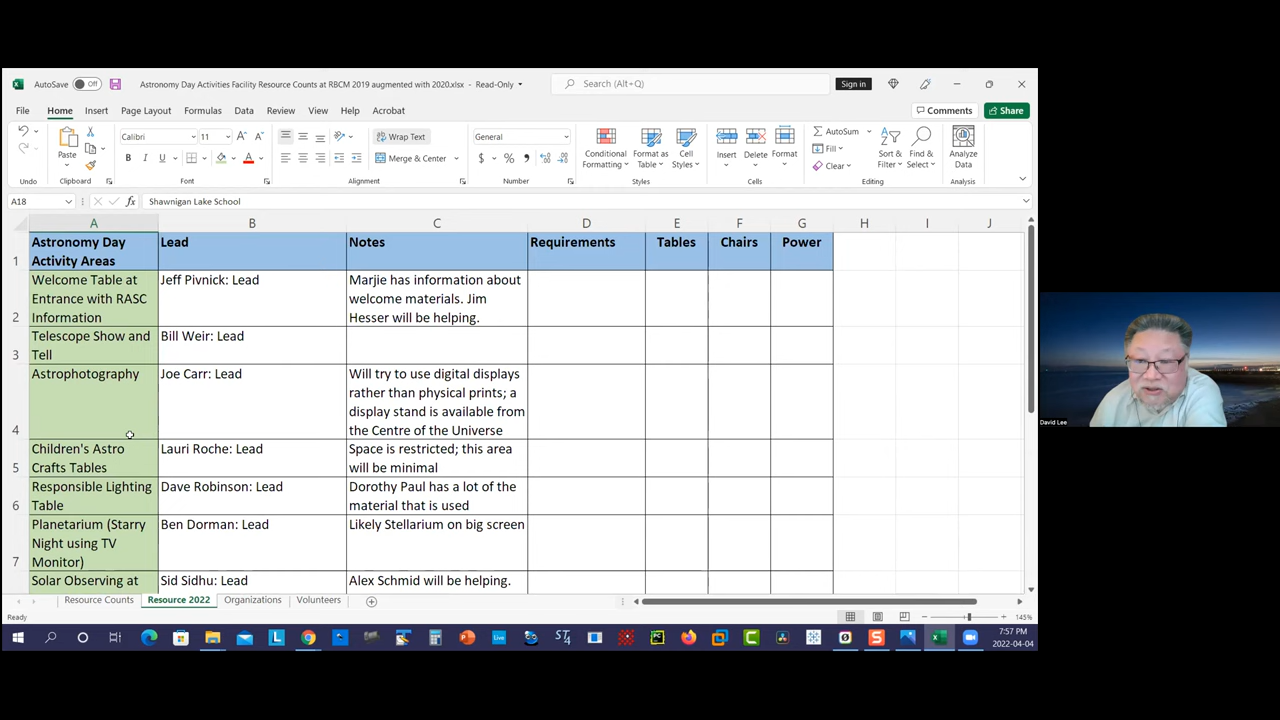 AutoSave Off Astronomy Day Activities Facility Resource Counts at RBCM 2019 augmented with 2020.xlsx - Read-Only Search (Alt+Q) Sign in
File Home Insert Page Layout Formulas Data Review View Help Acrobat Comments Share
Paste Calibri 11 Wrap Text General Conditional Formatting Format as Table Cell Styles Insert Delete Format AutoSum Sort & Filter Find & Select Analyze Data
B I U A Merge & Center $ % Fill Clear
Undo Clipboard Font Alignment Number Styles Cells Editing Analysis
A18 fx Shawnigan Lake School
A B C D E F G H I J
1 Astronomy Day Lead Notes Requirements Tables Chairs Power
Activity Areas
2 Welcome Table at Jeff Pivnick: Lead Marjie has information about
Entrance with RASC welcome materials. Jim
Information Hesser will be helping.
3 Telescope Show and Bill Weir: Lead
Tell
4 Astrophotography Joe Carr: Lead Will try to use digital displays
rather than physical prints; a
display stand is available from
the Centre of the Universe
5 Children's Astro Lauri Roche: Lead Space is restricted; this area
Crafts Tables will be minimal
6 Responsible Lighting Dave Robinson: Lead Dorothy Paul has a lot of the
Table material that is used
7 Planetarium (Starry Ben Dorman: Lead Likely Stellarium on big screen
Night using TV
Monitor)
Solar Observing at Sid Sidhu: Lead Alex Schmid will be helping.
Resource Counts Resource 2022 Organizations Volunteers
Ready 145%
7:57 PM
2022-04-04
David Lee